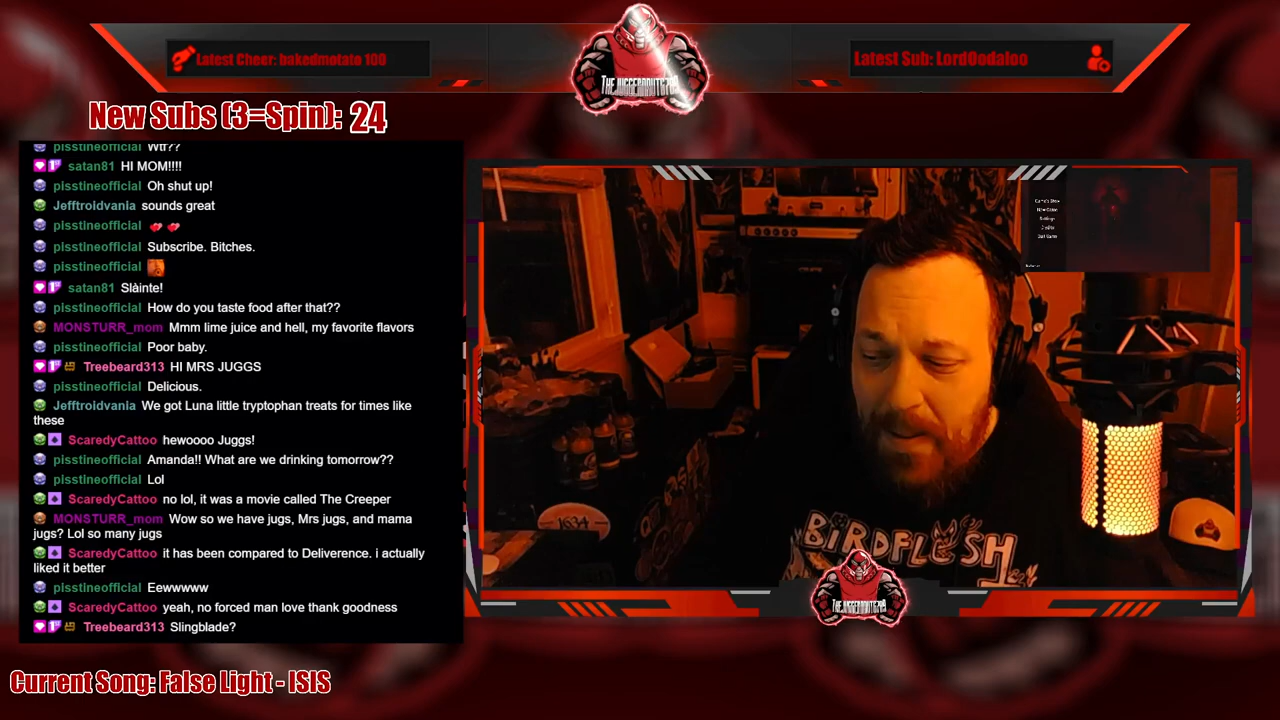 Latest Cheer: bakedmotato 100
THEJUGGERNAUTG789
Latest Sub: LordOodaloo
New Subs (3=Spin): 24
pisstineofficial Wtf??
satan81 HI MOM!!!!
pisstineofficial Oh shut up!
Jefftroidvania sounds great
pisstineofficial
pisstineofficial Subscribe. Bitches.
pisstineofficial
satan81 Slàinte!
pisstineofficial How do you taste food after that??
MONSTURR_mom Mmm lime juice and hell, my favorite flavors
pisstineofficial Poor baby.
Treebeard313 HI MRS JUGGS
pisstineofficial Delicious.
Jefftroidvania We got Luna little tryptophan treats for times like
these
ScaredyCattoo hewoooo Juggs!
pisstineofficial Amanda!! What are we drinking tomorrow??
pisstineofficial Lol
ScaredyCattoo no lol, it was a movie called The Creeper
MONSTURR_mom Wow so we have jugs, Mrs jugs, and mama
jugs? Lol so many jugs
ScaredyCattoo it has been compared to Deliverence. i actually
liked it better
pisstineofficial Eewwwww
ScaredyCattoo yeah, no forced man love thank goodness
Treebeard313 Slingblade?
1634
BIRDFLESH
Current Song: False Light - ISIS